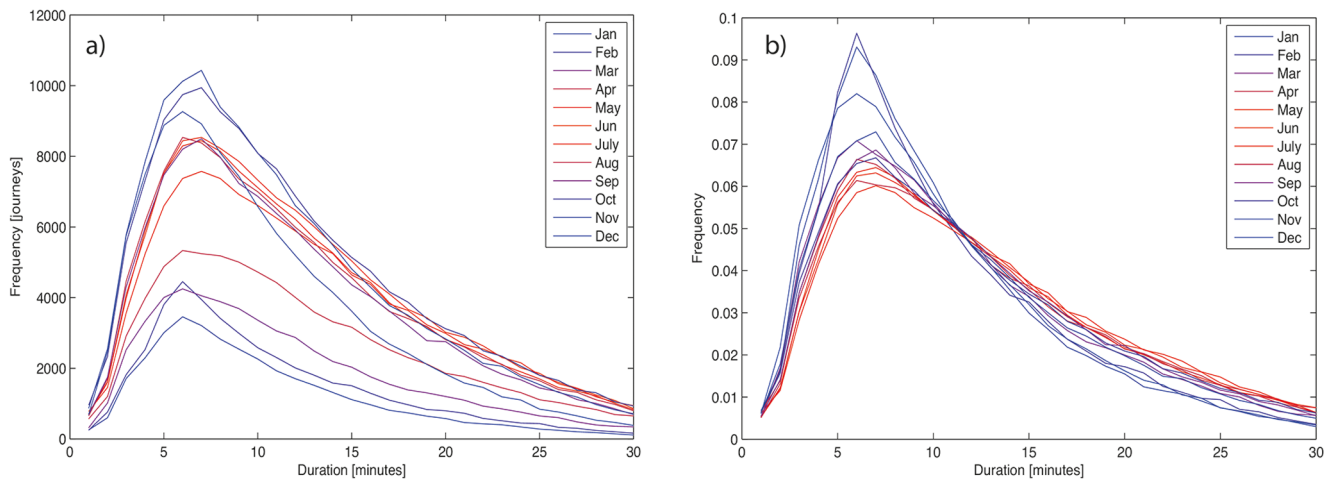 a)
12000
10000
8000
6000
4000
2000
0
Frequency [journeys]
0 5 10 15 20 25 30
Duration [minutes]
Jan
Feb
Mar
Apr
May
Jun
July
Aug
Sep
Oct
Nov
Dec
b)
0.1
0.09
0.08
0.07
0.06
0.05
0.04
0.03
0.02
0.01
0
Frequency
0 5 10 15 20 25 30
Duration [minutes]
Jan
Feb
Mar
Apr
May
Jun
July
Aug
Sep
Oct
Nov
Dec